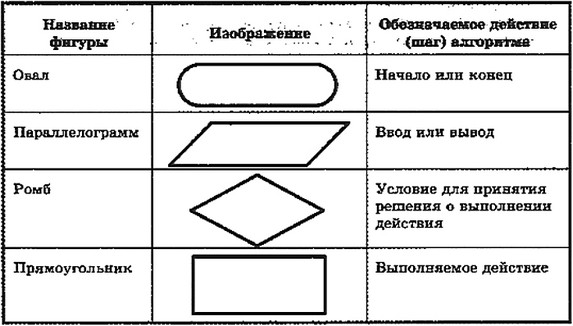 Название фигуры
Изображение
Обозначаемое действие (шаг) алгоритма
Овал
Начало или конец
Параллелограмм
Ввод или вывод
Ромб
Условие для принятия
решения о выполнении
действия
Прямоугольник
Выполняемое действие